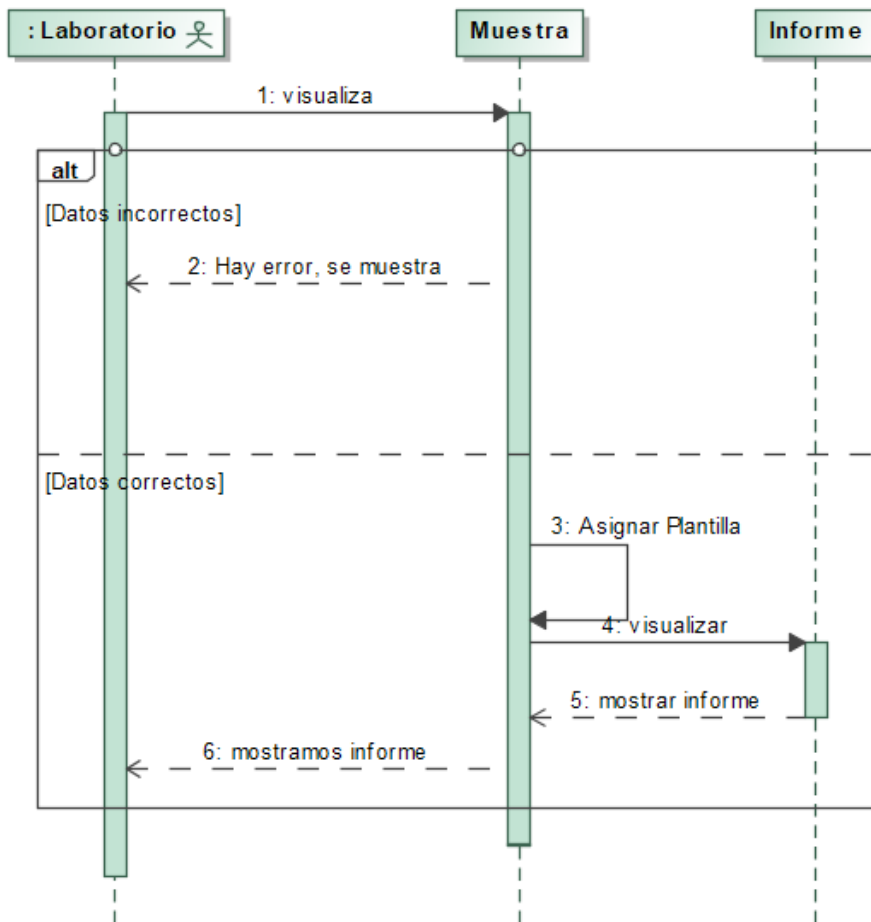 : Laboratorio
Muestra
Informe
1: visualiza
alt
[Datos incorrectos]
2: Hay error, se muestra
[Datos correctos]
3: Asignar Plantilla
4: visualizar
5: mostrar informe
6: mostramos informe